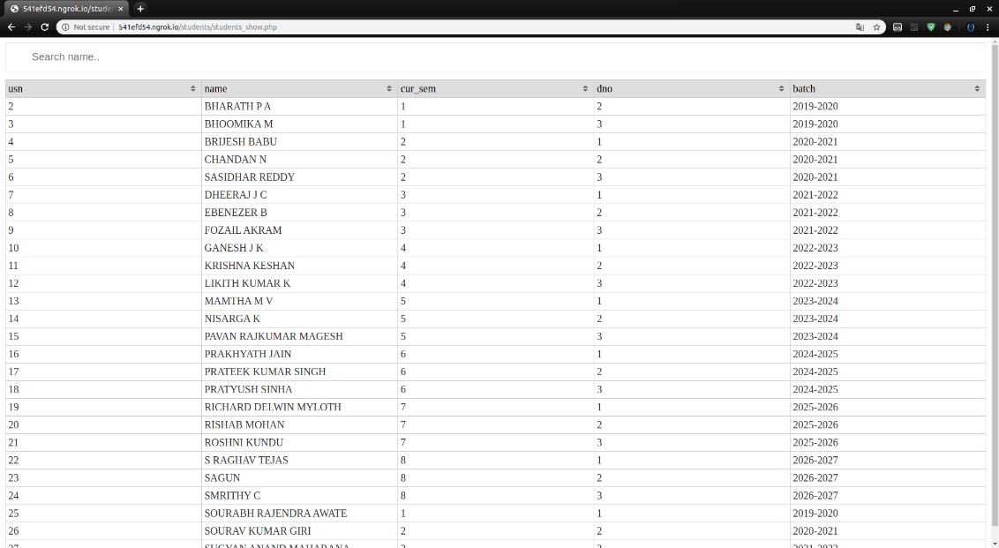 541efd54.ngrok.io/stude
Not secure 541efd54.ngrok.io/students/students_show.php
Search name..
usn name cur_sem dno batch
2 BHARATH P A 1 2 2019-2020
3 BHOOMIKA M 1 3 2019-2020
4 BRIJESH BABU 2 1 2020-2021
5 CHANDAN N 2 2 2020-2021
6 SASIDHAR REDDY 2 3 2020-2021
7 DHEERAJ J C 3 1 2021-2022
8 EBENEZER B 3 2 2021-2022
9 FOZAIL AKRAM 3 3 2021-2022
10 GANESH J K 4 1 2022-2023
11 KRISHNA KESHAN 4 2 2022-2023
12 LIKITH KUMAR K 4 3 2022-2023
13 MAMTHA M V 5 1 2023-2024
14 NISARGA K 5 2 2023-2024
15 PAVAN RAJKUMAR MAGESH 5 3 2023-2024
16 PRAKHYATH JAIN 6 1 2024-2025
17 PRATEEK KUMAR SINGH 6 2 2024-2025
18 PRATYUSH SINHA 6 3 2024-2025
19 RICHARD DELWIN MYLOTH 7 1 2025-2026
20 RISHAB MOHAN 7 2 2025-2026
21 ROSHNI KUNDU 7 3 2025-2026
22 S RAGHAV TEJAS 8 1 2026-2027
23 SAGUN 8 2 2026-2027
24 SMRITHY C 8 3 2026-2027
25 SOURABH RAJENDRA AWATE 1 1 2019-2020
26 SOURAV KUMAR GIRI 2 2 2020-2021
27 SUGYAN ANAND MAHARANA 3 3 2021-2022